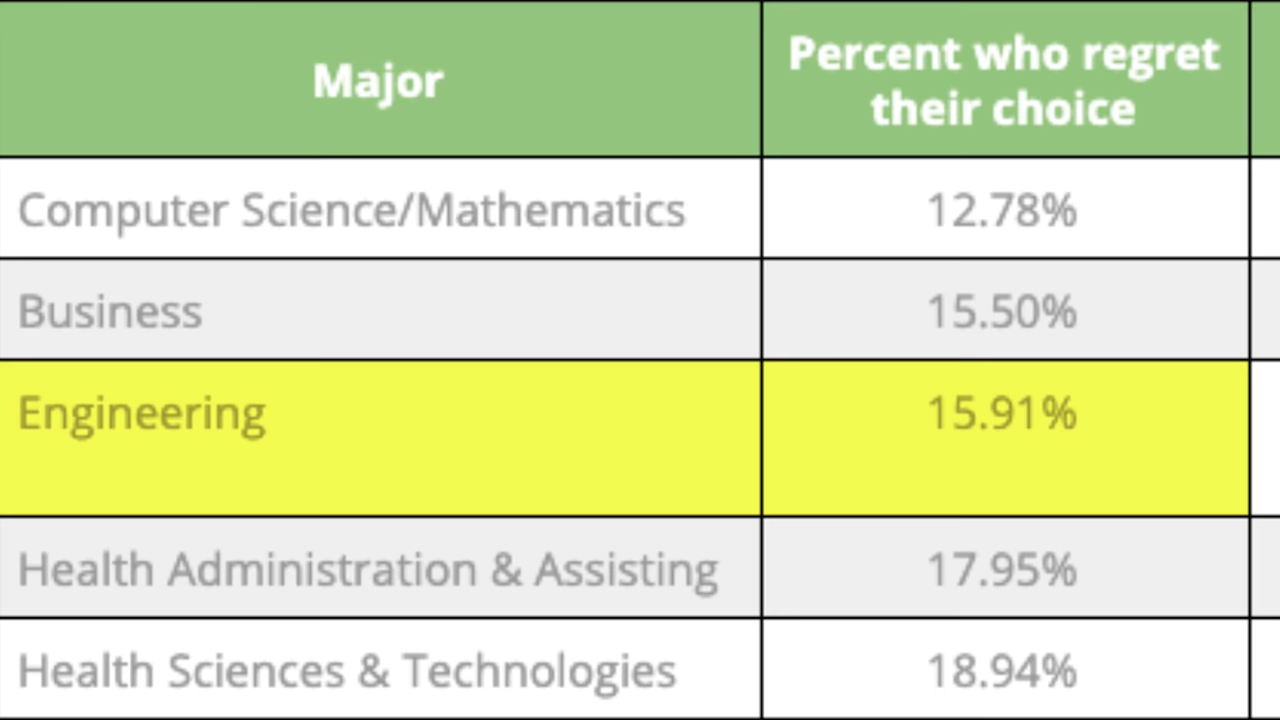 Major
Percent who regret
their choice
Computer Science/Mathematics 12.78%
Business 15.50%
Engineering 15.91%
Health Administration & Assisting 17.95%
Health Sciences & Technologies 18.94%